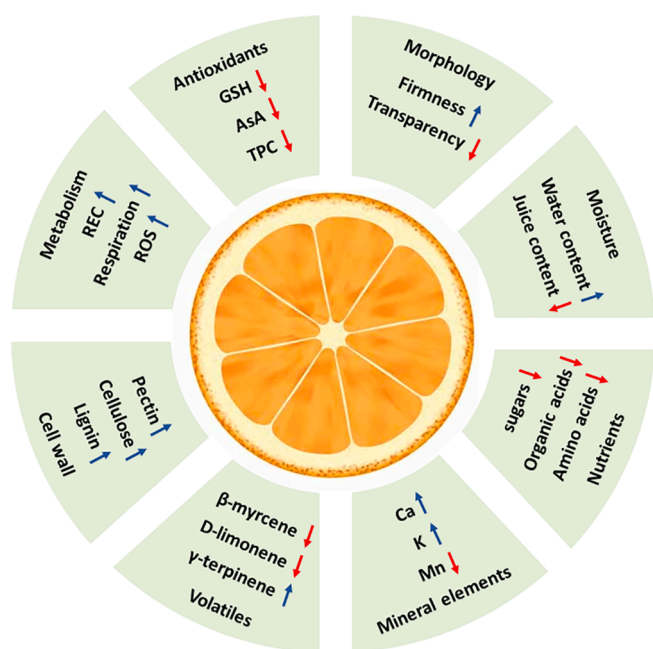 Antioxidants
GSH
AsA
TPC
Morphology
Firmness
Transparency
Moisture
Water content
Juice content
sugars
Organic acids
Amino acids
Nutrients
Ca
K
Mn
Mineral elements
β-myrcene
D-limonene
γ-terpinene
Volatiles
Pectin
Cellulose
Lignin
Cell wall
Metabolism
REC
Respiration
ROS